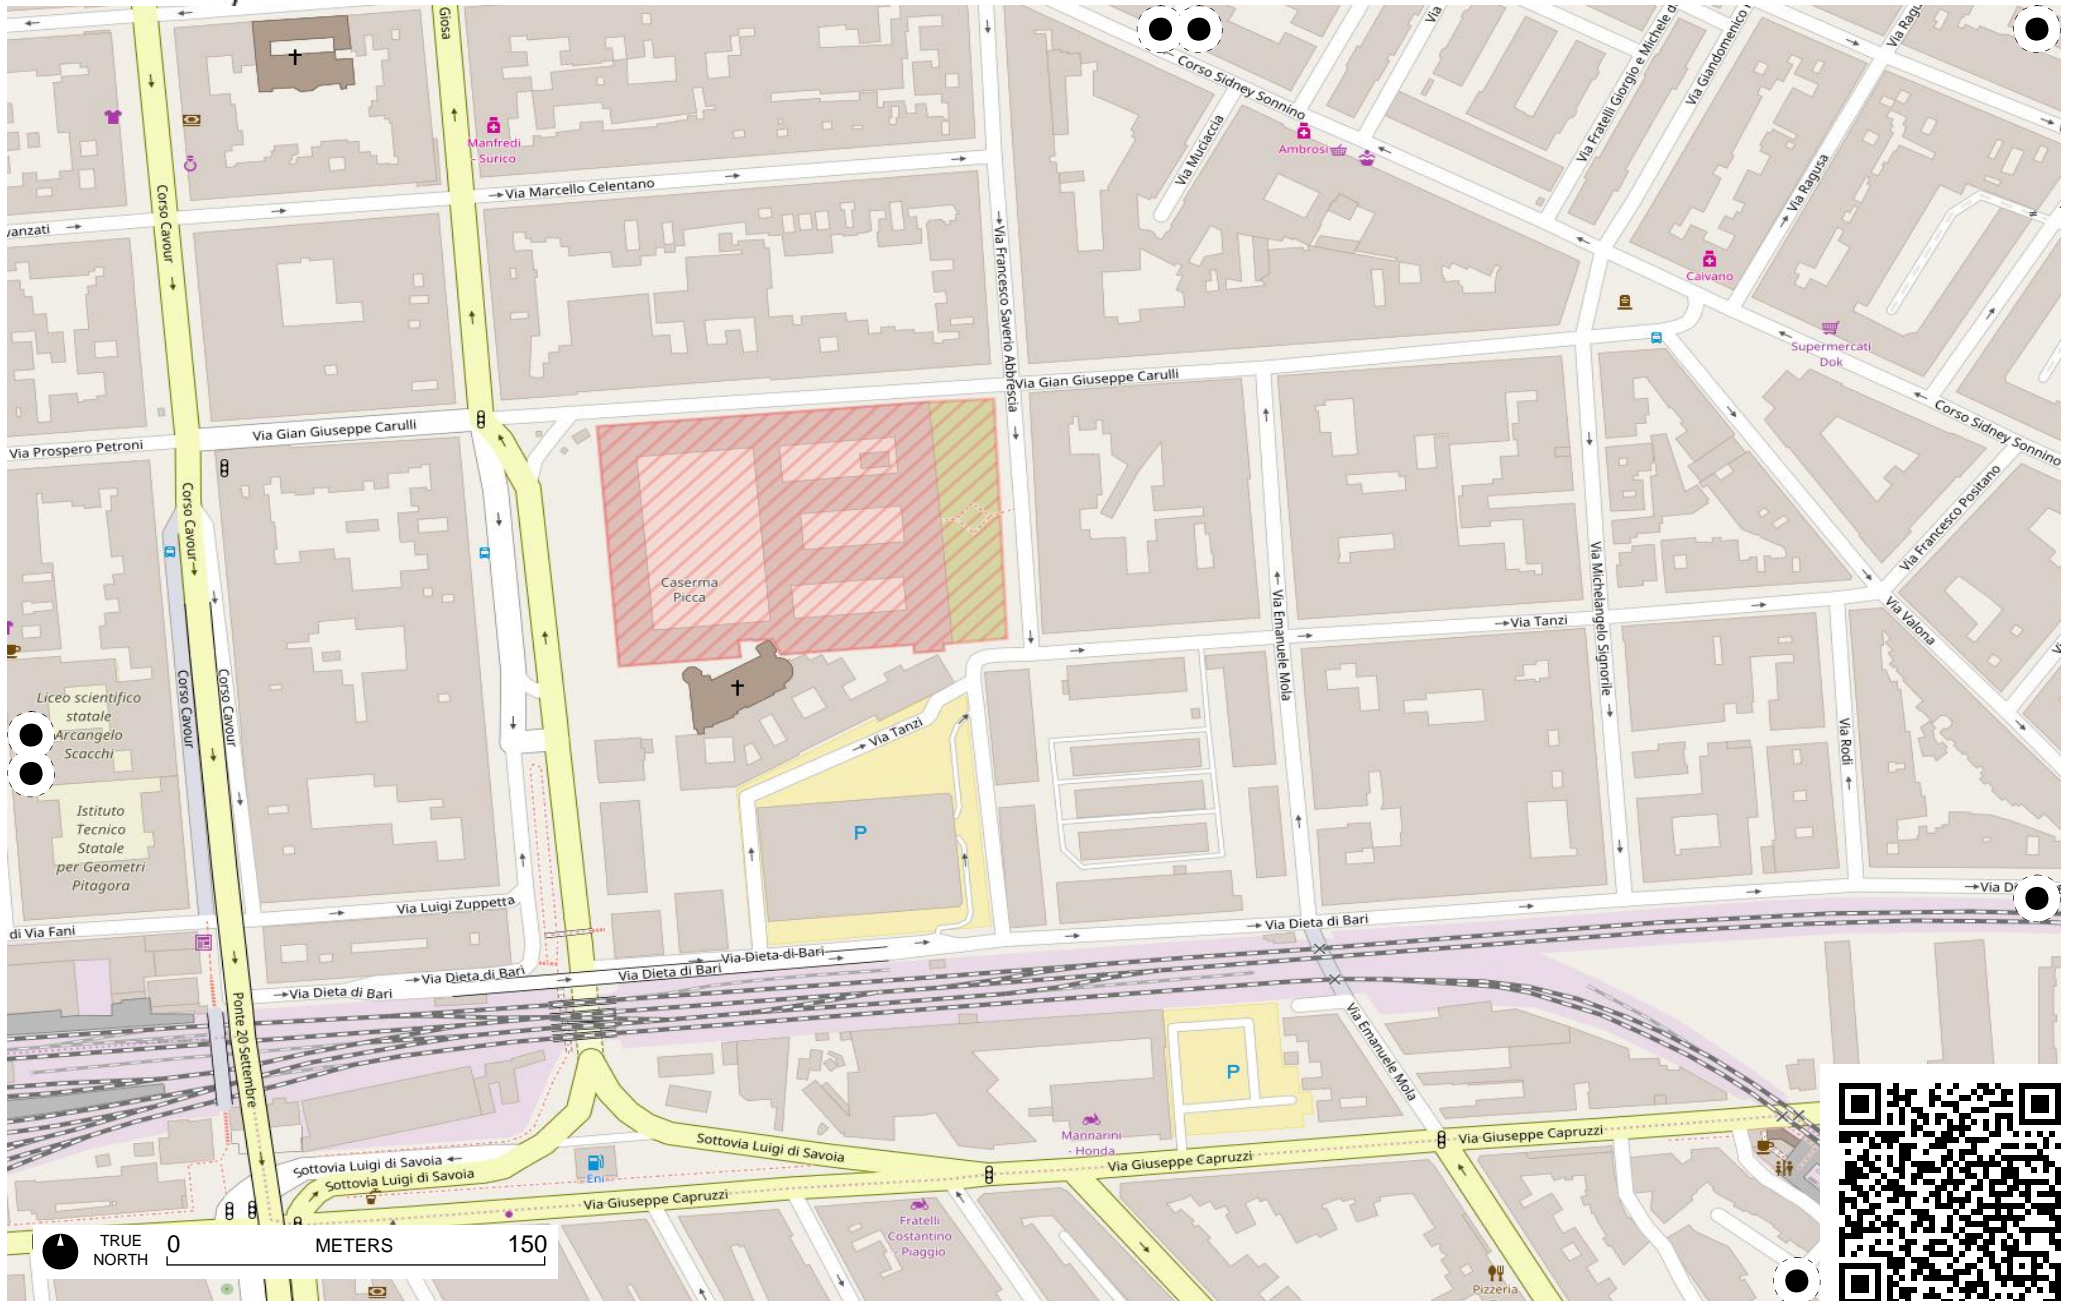 Giosa
Via Giandomenico
Via Fratelli Giorgio e Michele d
Corso Sidney Sonnino
Via Muciaccia
Manfredi
- Surico
Ambrosi
Via Marcello Celentano
Via Ragusa
Corso Cavour
vanzati
Via Francesco Saverio Abbrescia
Caivano
Supermercati
Dok
Via Gian Giuseppe Carulli
Via Gian Giuseppe Carulli
Via Prospero Petroni
Corso Sidney Sonnino
Corso Cavour
Via Francesco Positano
Caserma
Picca
Via Michelangelo Signorile
Via Emanuele Mola
Via Tanzi
Via Valona
Corso Cavour
Corso Cavour
Liceo scientifico
statale
Arcangelo
Scacchi
Via Tanzi
Via Rodi
Istituto
Tecnico
Statale
per Geometri
Pitagora
P
Via Luigi Zuppetta
di Via Fani
Via Dieta di Bari
Via Dieta di Bari
Via Dieta di Bari
Via Dieta di Bari
Via Dieta di Bari
Ponte 20 Settembre
Via Emanuele Mola
P
Mannarini
- Honda
Sottovia Luigi di Savoia
Via Giuseppe Capruzzi
Via Giuseppe Capruzzi
Sottovia Luigi di Savoia
Sottovia Luigi di Savoia
Eni
Via Giuseppe Capruzzi
Fratelli
Costantino
- Piaggio
Pizzeria
TRUE
NORTH
0 METERS 150